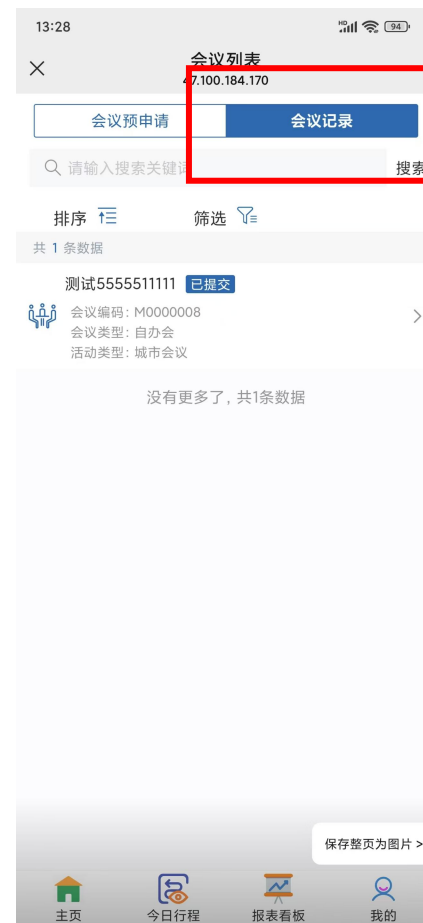 13:28
HD 94
会议列表
47.100.184.170
会议预申请
会议记录
请输入搜索关键词 搜索
排序 筛选
共 1 条数据
测试5555511111 已提交
会议编码: M0000008
会议类型: 自办会
活动类型: 城市会议
没有更多了, 共1条数据
保存整页为图片 >
主页 今日行程 报表看板 我的